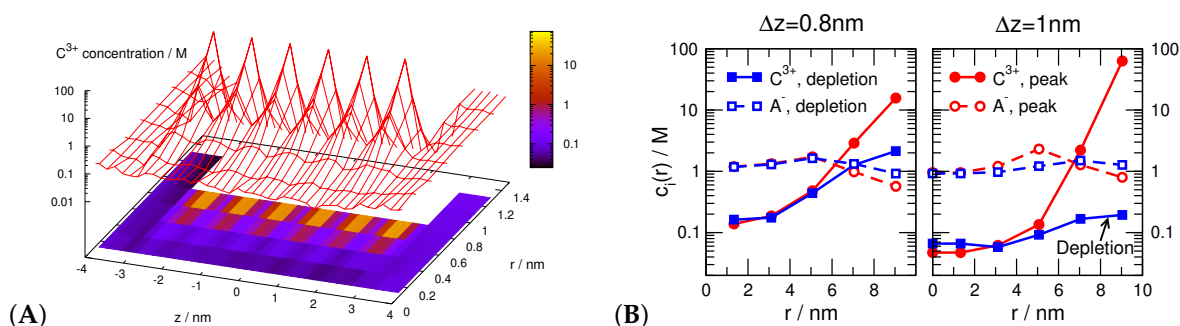 C³⁺ concentration / M
100
10
1
0.1
0.01
10
1
0.1
-4 -3 -2 -1 0 1 2 3 4
z / nm
0 0.2 0.4 0.6 0.8 1 1.2 1.4
r / nm
(A)
Δz=0.8nm Δz=1nm
100 100
10 10
1 1
0.1 0.1
C³⁺, depletion
A⁻, depletion
C³⁺, peak
A⁻, peak
Depletion
cᵢ(r) / M
0 2 4 6 8 0 2 4 6 8 10
r / nm r / nm
(B)